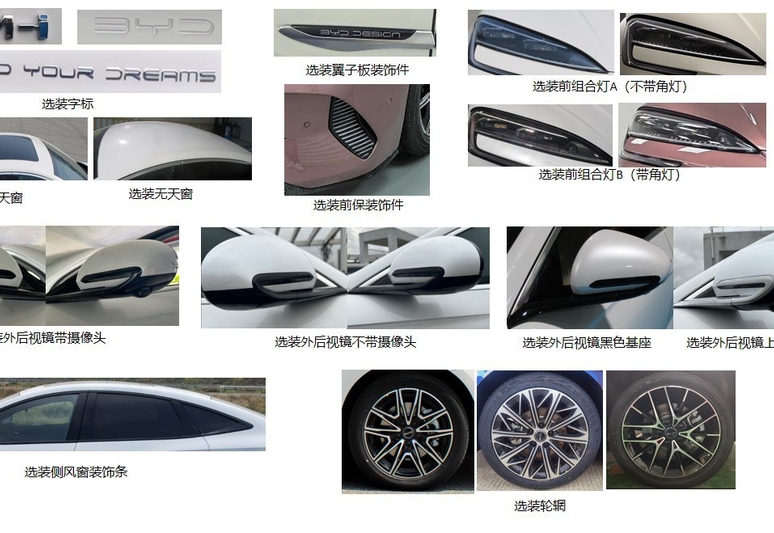 BYD
D YOUR DREAMS
选装字标
BYD DESIGN
选装翼子板装饰件
选装前组合灯A（不带角灯）
天窗
选装无天窗
选装前保装饰件
选装前组合灯B（带角灯）
装外后视镜带摄像头
选装外后视镜不带摄像头
选装外后视镜黑色基座
选装外后视镜上
选装侧风窗装饰条
选装轮辋